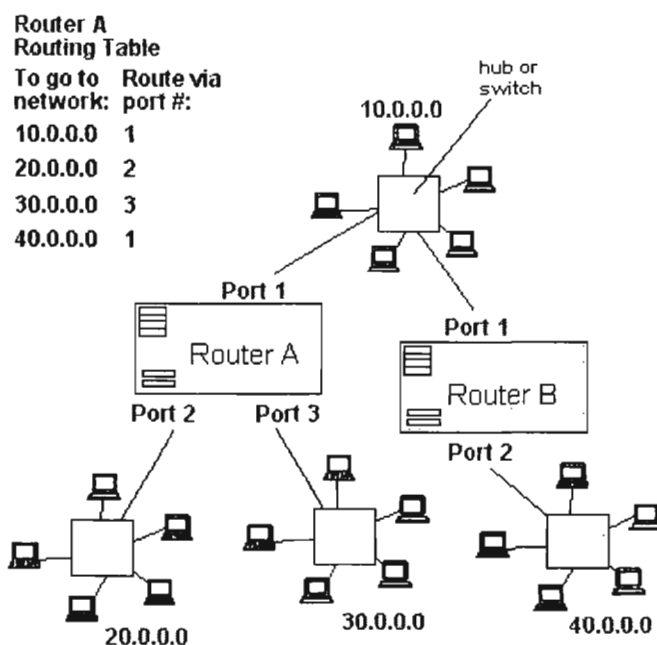 Router A
Routing Table
To go to Route via
network: port #:
10.0.0.0 1
20.0.0.0 2
30.0.0.0 3
40.0.0.0 1
hub or
switch
10.0.0.0
Port 1
Router A
Port 2 Port 3
Port 1
Router B
Port 2
20.0.0.0
30.0.0.0
40.0.0.0